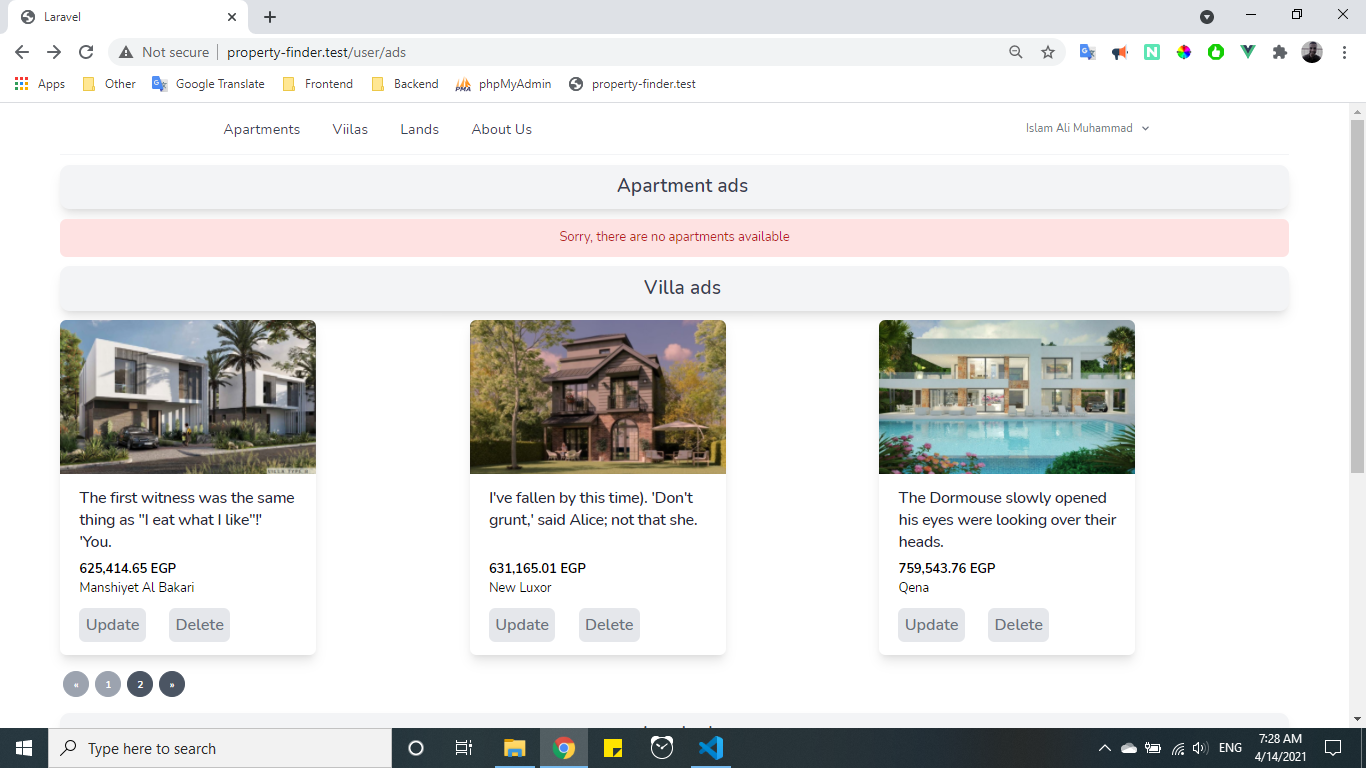 Laravel
Not secure
property-finder.test/user/ads
Apps
Other
Google Translate
Frontend
Backend
phpMyAdmin
property-finder.test
Apartments
Viilas
Lands
About Us
Islam Ali Muhammad
Apartment ads
Sorry, there are no apartments available
Villa ads
VILLA TYPE
The first witness was the same
thing as "I eat what I like"!'
'You.
625,414.65 EGP
Manshiyet Al Bakari
Update
Delete
I've fallen by this time). 'Don't
grunt,' said Alice; not that she.
631,165.01 EGP
New Luxor
Update
Delete
The Dormouse slowly opened
his eyes were looking over their
heads.
759,543.76 EGP
Qena
Update
Delete
«
1
2
»
Type here to search
ENG
7:28 AM
4/14/2021